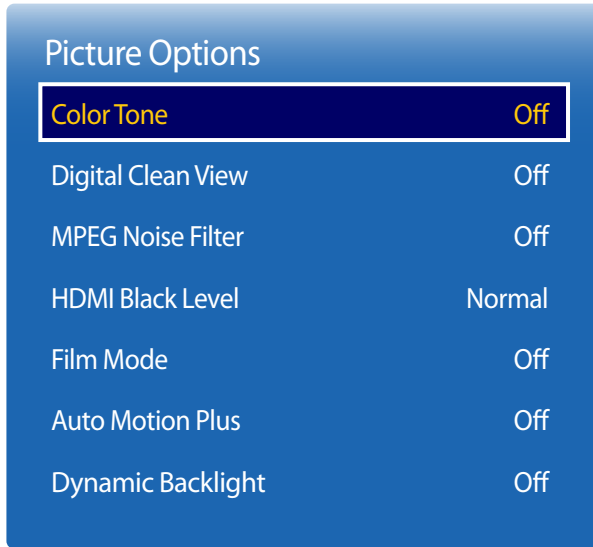 Picture Options
Color Tone Off
Digital Clean View Off
MPEG Noise Filter Off
HDMI Black Level Normal
Film Mode Off
Auto Motion Plus Off
Dynamic Backlight Off